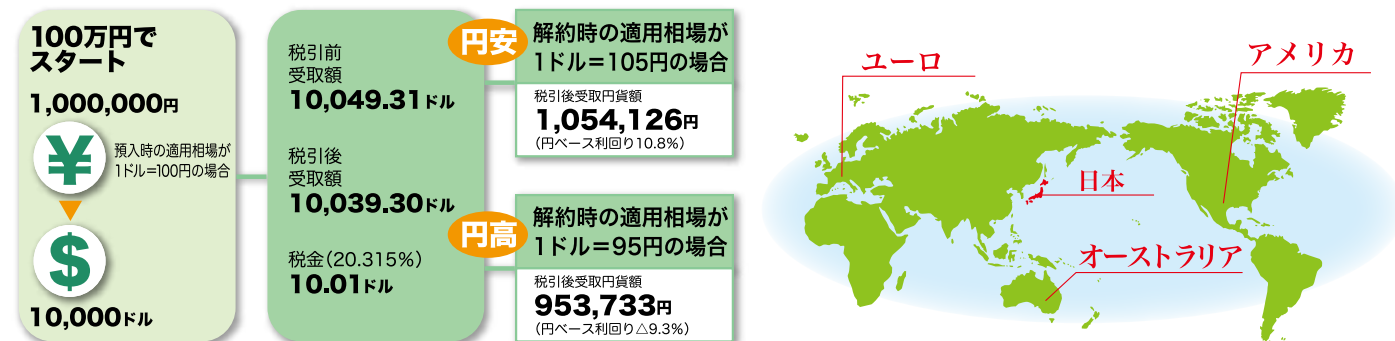 100万円で
スタート
1,000,000円
¥
預入時の適用相場が
1ドル=100円の場合
$
10,000ドル
税引前
受取額
10,049.31ドル
税引後
受取額
10,039.30ドル
税金(20.315%)
10.01ドル
円安
解約時の適用相場が
1ドル=105円の場合
税引後受取円貨額
1,054,126円
(円ベース利回り10.8%)
円高
解約時の適用相場が
1ドル=95円の場合
税引後受取円貨額
953,733円
(円ベース利回り△9.3%)
ユーロ
アメリカ
日本
オーストラリア